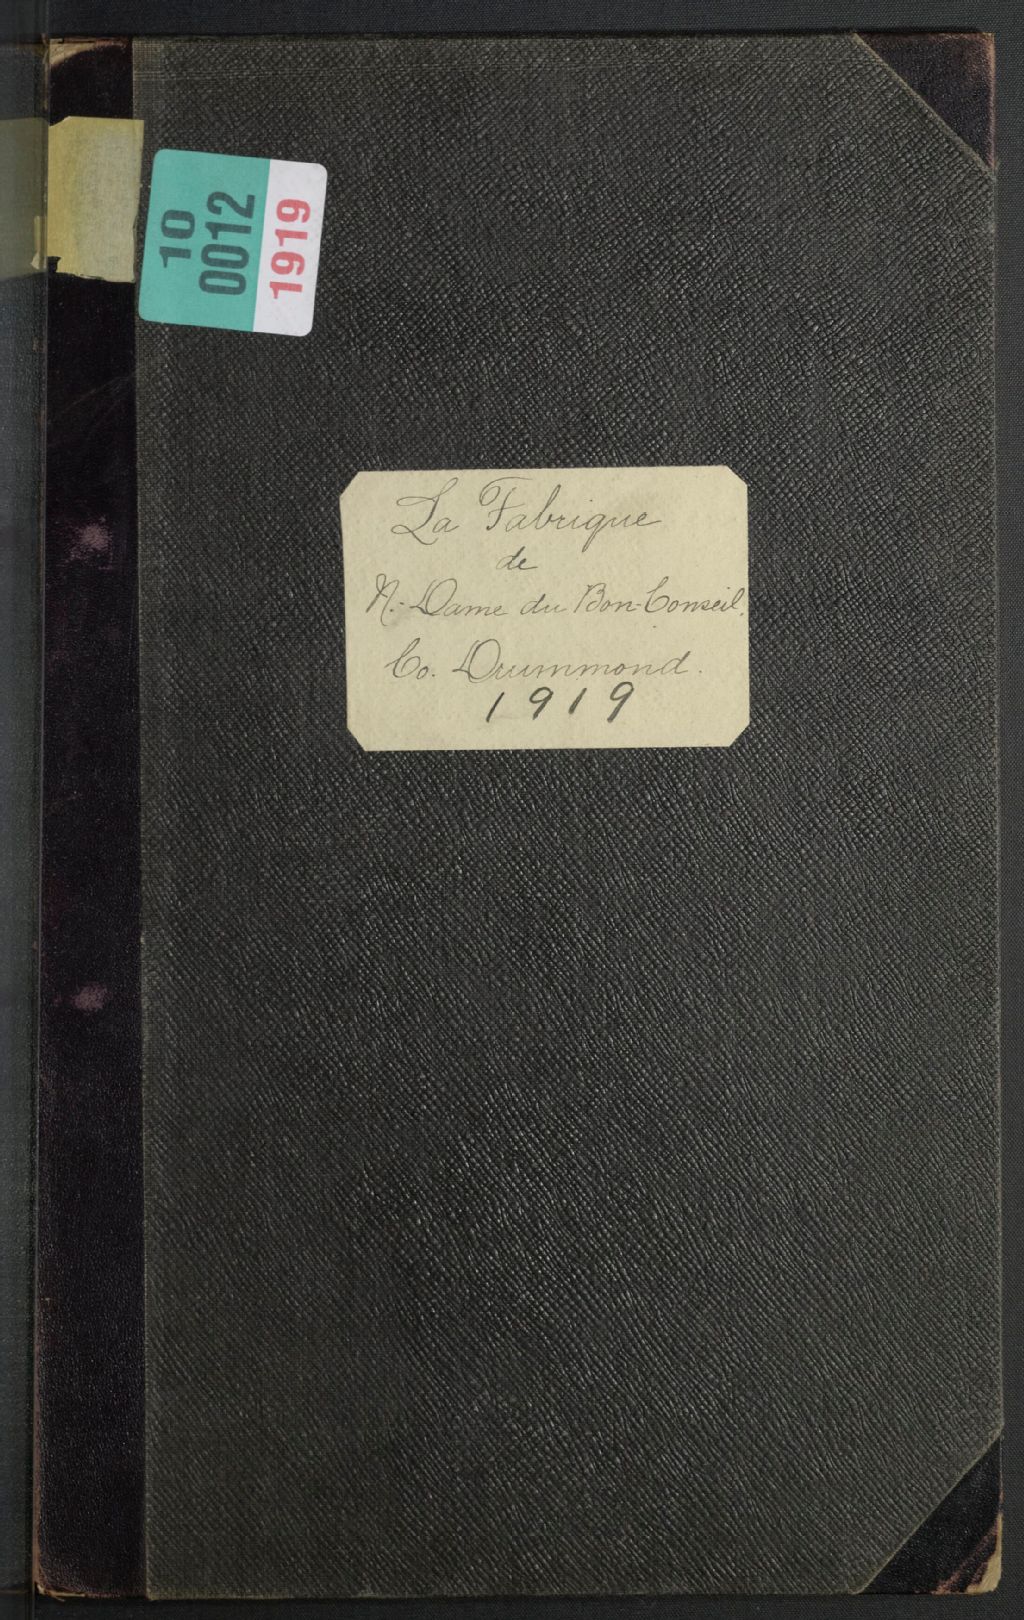 10
0012
1919
La Fabrique
de
N.-Dame du Bon-Conseil.
Co. Drummond.
1919